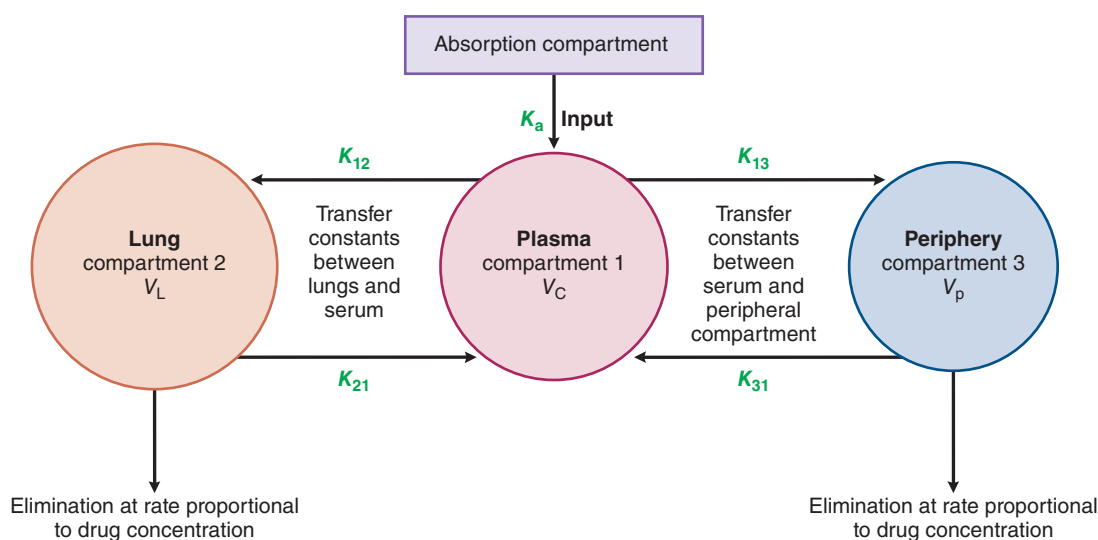 Absorption compartment
Ka Input
K12
K13
Lung
compartment 2
VL
Transfer
constants
between
lungs and
serum
Plasma
compartment 1
VC
Transfer
constants
between
serum and
peripheral
compartment
Periphery
compartment 3
Vp
K21
K31
Elimination at rate proportional
to drug concentration
Elimination at rate proportional
to drug concentration